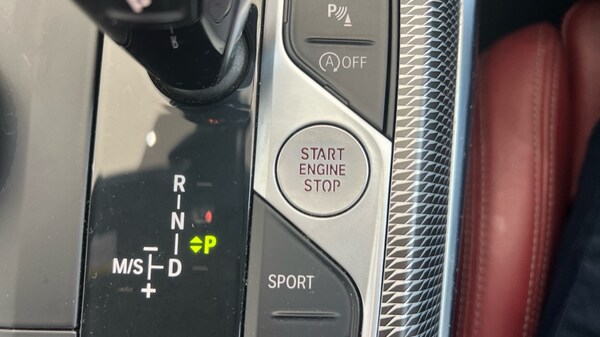 P
OFF
START
ENGINE
STOP
R
N
P
M/S
D
SPORT